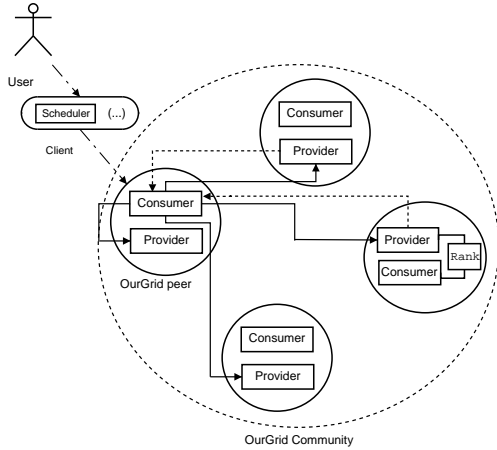 User
Scheduler (...)
Client
Consumer
Provider
Consumer
Provider
OurGrid peer
Provider
Consumer
Rank
Consumer
Provider
OurGrid Community